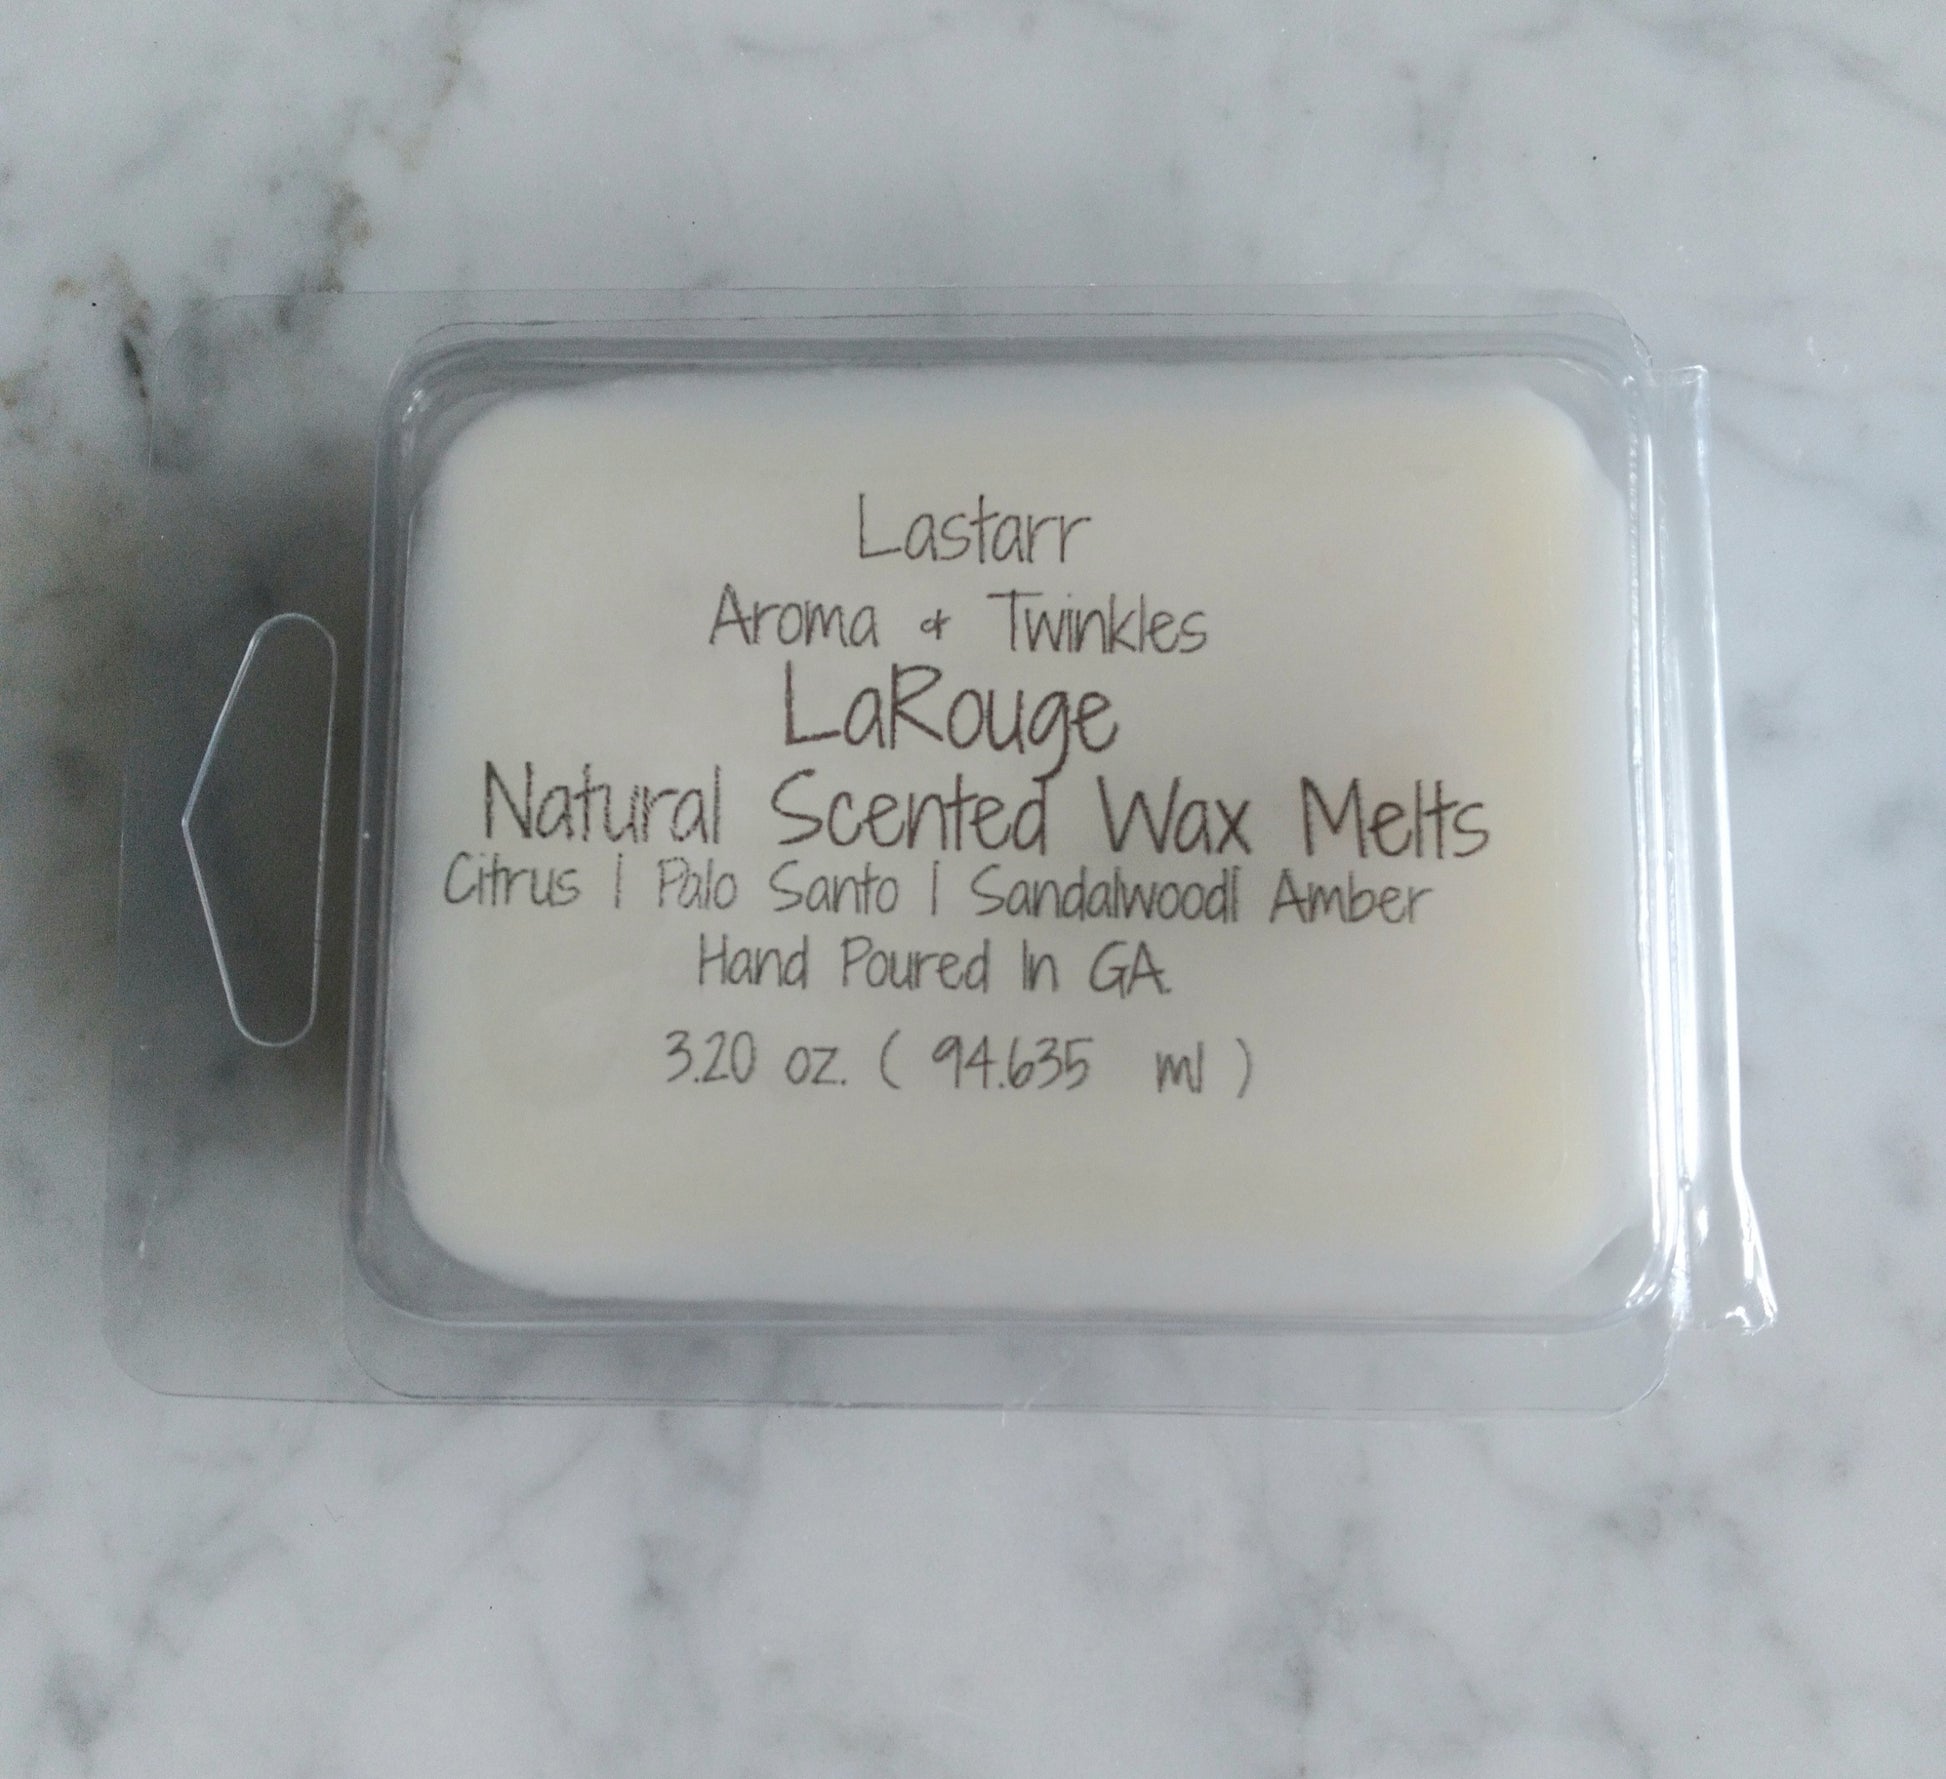 Lastarr
Aroma & Twinkles
LaRouge
Natural Scented Wax Melts
Citrus | Palo Santo | Sandalwood| Amber
Hand Poured In GA.
3.20 oz. ( 94.635 ml )